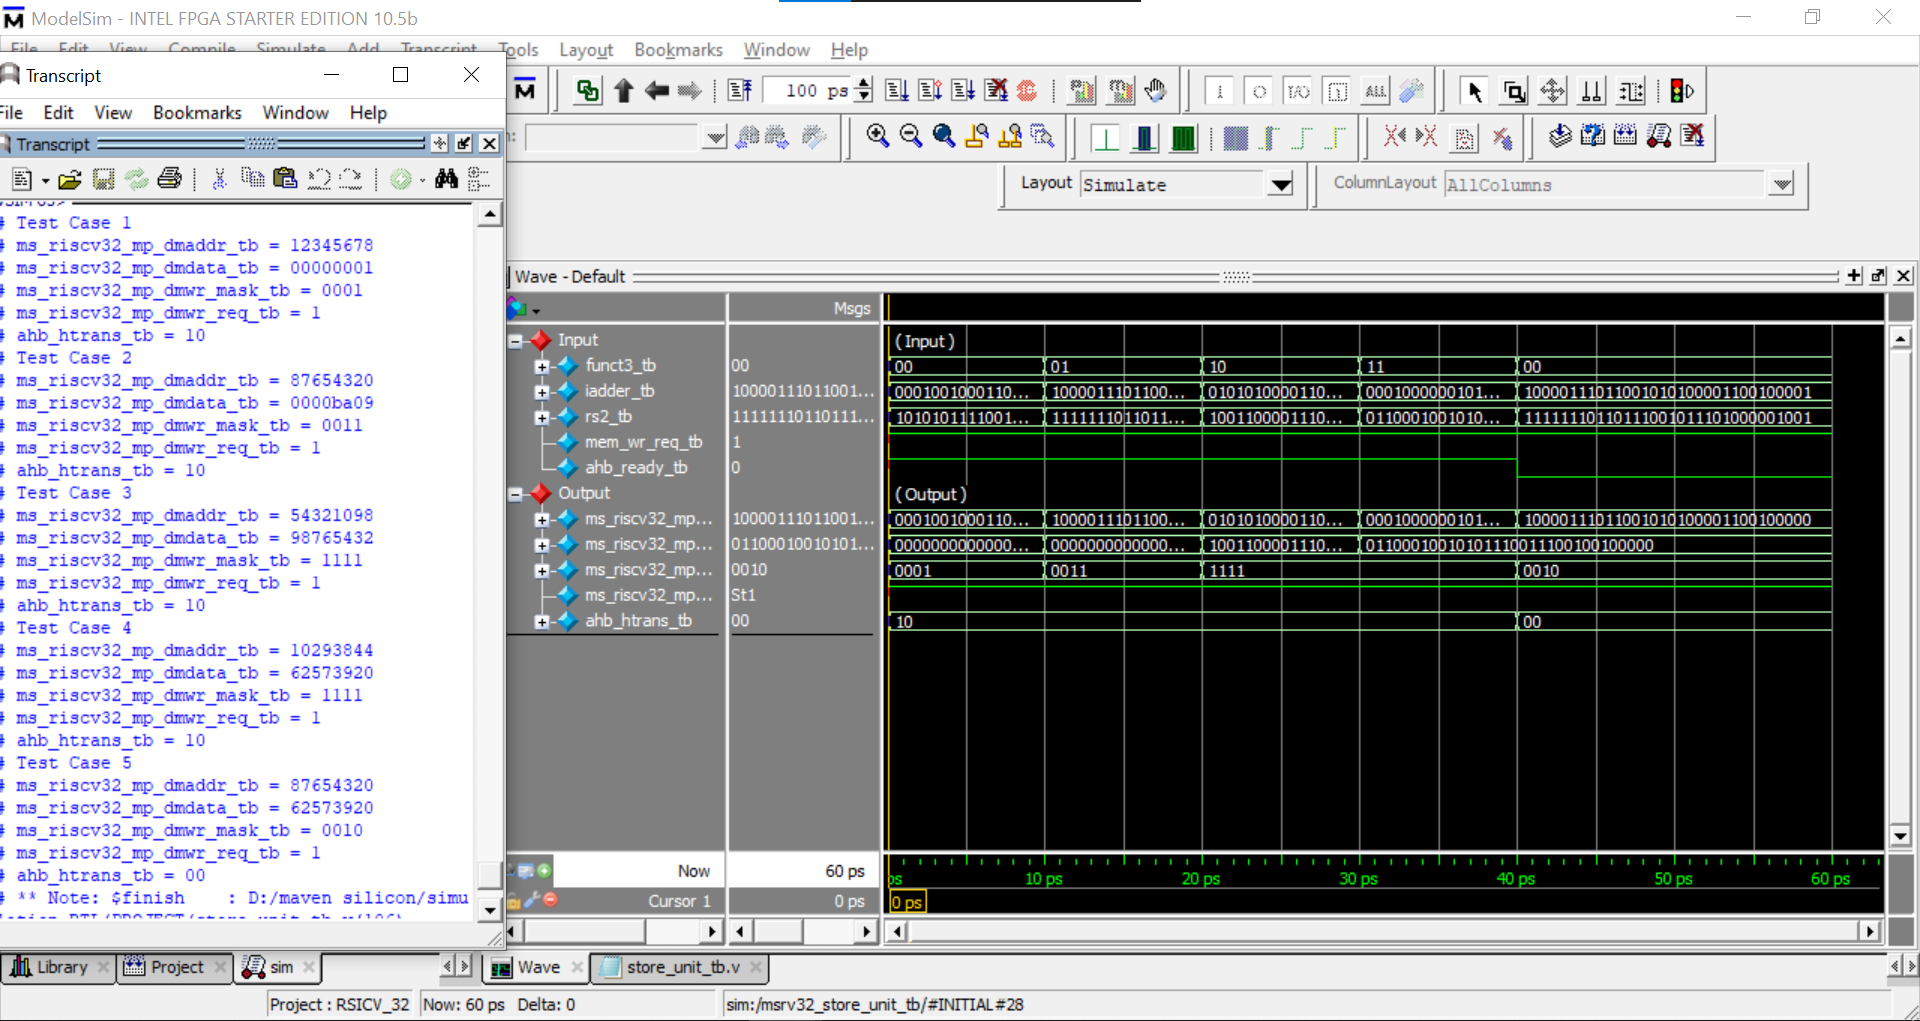 ModelSim - INTEL FPGA STARTER EDITION 10.5b
File Edit View Compile Simulate Add Transcript Tools Layout Bookmarks Window Help
Transcript
File Edit View Bookmarks Window Help
Transcript
# Test Case 1
# ms_riscv32_mp_dmaddr_tb = 12345678
# ms_riscv32_mp_dmdata_tb = 00000001
# ms_riscv32_mp_dmwr_mask_tb = 0001
# ms_riscv32_mp_dmwr_req_tb = 1
# ahb_htrans_tb = 10
# Test Case 2
# ms_riscv32_mp_dmaddr_tb = 87654320
# ms_riscv32_mp_dmdata_tb = 0000ba09
# ms_riscv32_mp_dmwr_mask_tb = 0011
# ms_riscv32_mp_dmwr_req_tb = 1
# ahb_htrans_tb = 10
# Test Case 3
# ms_riscv32_mp_dmaddr_tb = 54321098
# ms_riscv32_mp_dmdata_tb = 98765432
# ms_riscv32_mp_dmwr_mask_tb = 1111
# ms_riscv32_mp_dmwr_req_tb = 1
# ahb_htrans_tb = 10
# Test Case 4
# ms_riscv32_mp_dmaddr_tb = 10293844
# ms_riscv32_mp_dmdata_tb = 62573920
# ms_riscv32_mp_dmwr_mask_tb = 1111
# ms_riscv32_mp_dmwr_req_tb = 1
# ahb_htrans_tb = 10
# Test Case 5
# ms_riscv32_mp_dmaddr_tb = 87654320
# ms_riscv32_mp_dmdata_tb = 62573920
# ms_riscv32_mp_dmwr_mask_tb = 0010
# ms_riscv32_mp_dmwr_req_tb = 1
# ahb_htrans_tb = 00
# ** Note: $finish : D:/maven silicon/simu
100 ps
Layout Simulate ColumnLayout AllColumns
Wave - Default
Msgs
Input (Input)
funct3_tb 00 00 01 10 11 00
iadder_tb 10000111011001... 0001001000110... 1000011101100... 0101010000110... 0001000000101... 10000111011001010100001100100001
rs2_tb 11111110110111... 1010101111001... 1111111011011... 1001100001110... 0110001001010... 11111110110111001011101000001001
mem_wr_req_tb 1
ahb_ready_tb 0
Output (Output)
ms_riscv32_mp... 10000111011001... 0001001000110... 1000011101100... 0101010000110... 0001000000101... 10000111011001010100001100100000
ms_riscv32_mp... 01100010010101... 0000000000000... 0000000000000... 1001100001110... 01100010010101110011100100100000
ms_riscv32_mp... 0010 0001 0011 1111 0010
ms_riscv32_mp... St1
ahb_htrans_tb 00 10 00
Now 60 ps ps 10 ps 20 ps 30 ps 40 ps 50 ps 60 ps
Cursor 1 0 ps 0 ps
Library Project sim Wave store_unit_tb.v
Project : RSICV_32 Now: 60 ps Delta: 0 sim:/msrv32_store_unit_tb/#INITIAL#28